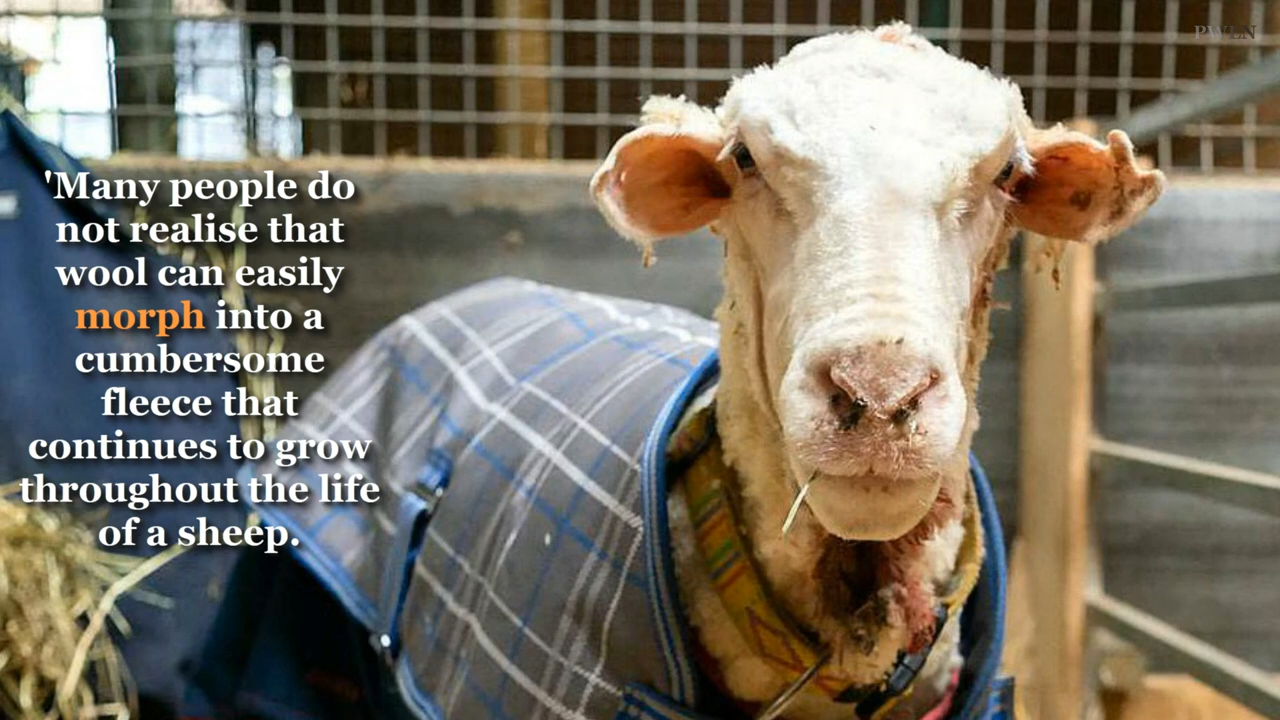 PWLN
'Many people do
not realise that
wool can easily
morph into a
cumbersome
fleece that
continues to grow
throughout the life
of a sheep.